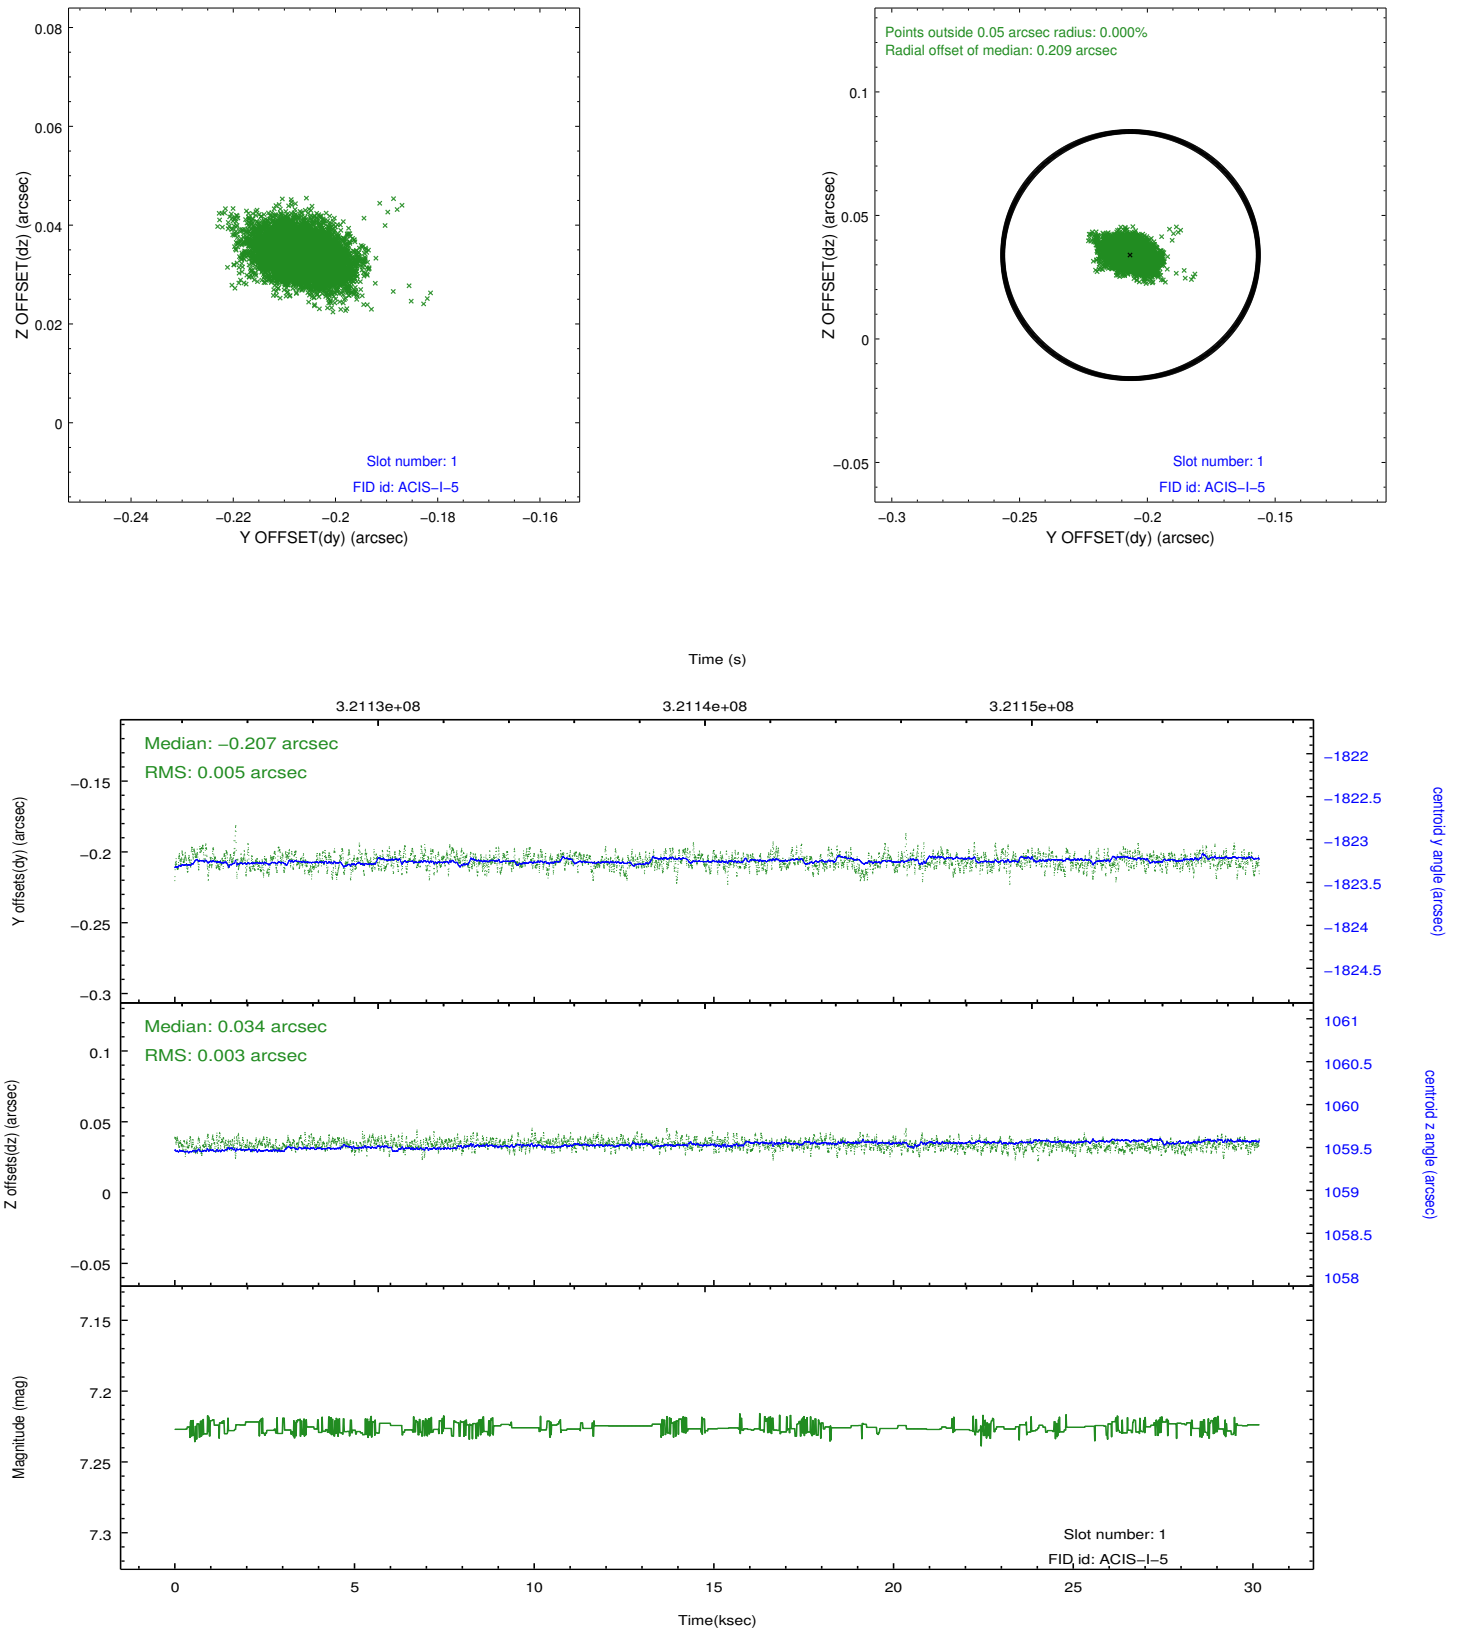 0.08
0.06
0.04
0.02
0
Z OFFSET(dz) (arcsec)
Slot number: 1
FID id: ACIS−I−5
−0.24
−0.22
−0.2
−0.18
−0.16
Y OFFSET(dy) (arcsec)
Points outside 0.05 arcsec radius: 0.000%
Radial offset of median: 0.209 arcsec
0.1
0.05
0
−0.05
Z OFFSET(dz) (arcsec)
Slot number: 1
FID id: ACIS−I−5
−0.3
−0.25
−0.2
−0.15
Y OFFSET(dy) (arcsec)
Time (s)
3.2113e+08
3.2114e+08
3.2115e+08
Median: −0.207 arcsec
RMS: 0.005 arcsec
−0.15
−0.2
−0.25
−0.3
Y offsets(dy) (arcsec)
−1822
−1822.5
−1823
−1823.5
−1824
−1824.5
centroid y angle (arcsec)
Median: 0.034 arcsec
RMS: 0.003 arcsec
0.1
0.05
0
−0.05
Z offsets(dz) (arcsec)
1061
1060.5
1060
1059.5
1059
1058.5
1058
centroid z angle (arcsec)
7.15
7.2
7.25
7.3
Magnitude (mag)
Slot number: 1
FID id: ACIS−I−5
0
5
10
15
20
25
30
Time(ksec)